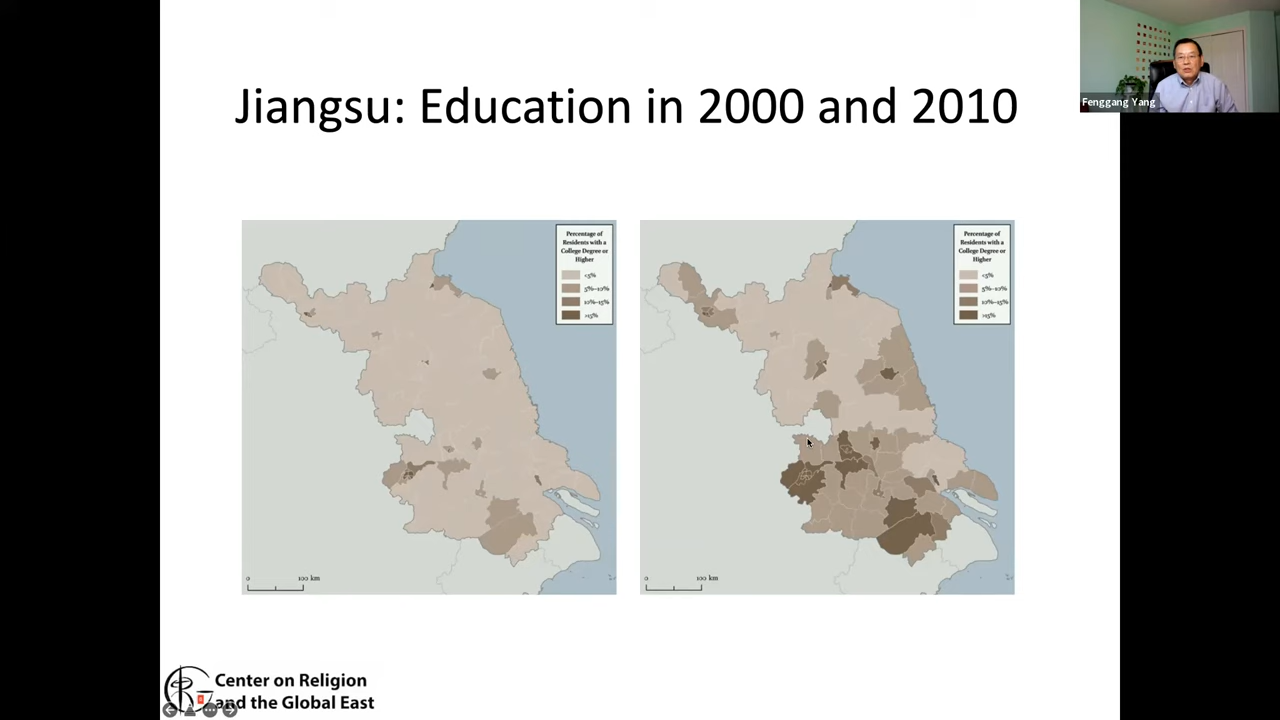 Jiangsu: Education in 2000 and 2010
Fenggang Yang
Percentage of
Residents with a
College Degree or
Higher
<5%
5%–10%
10%–15%
>15%
0 100 km
Percentage of
Residents with a
College Degree or
Higher
<5%
5%–10%
10%–15%
>15%
0 100 km
Center on Religion
and the Global East